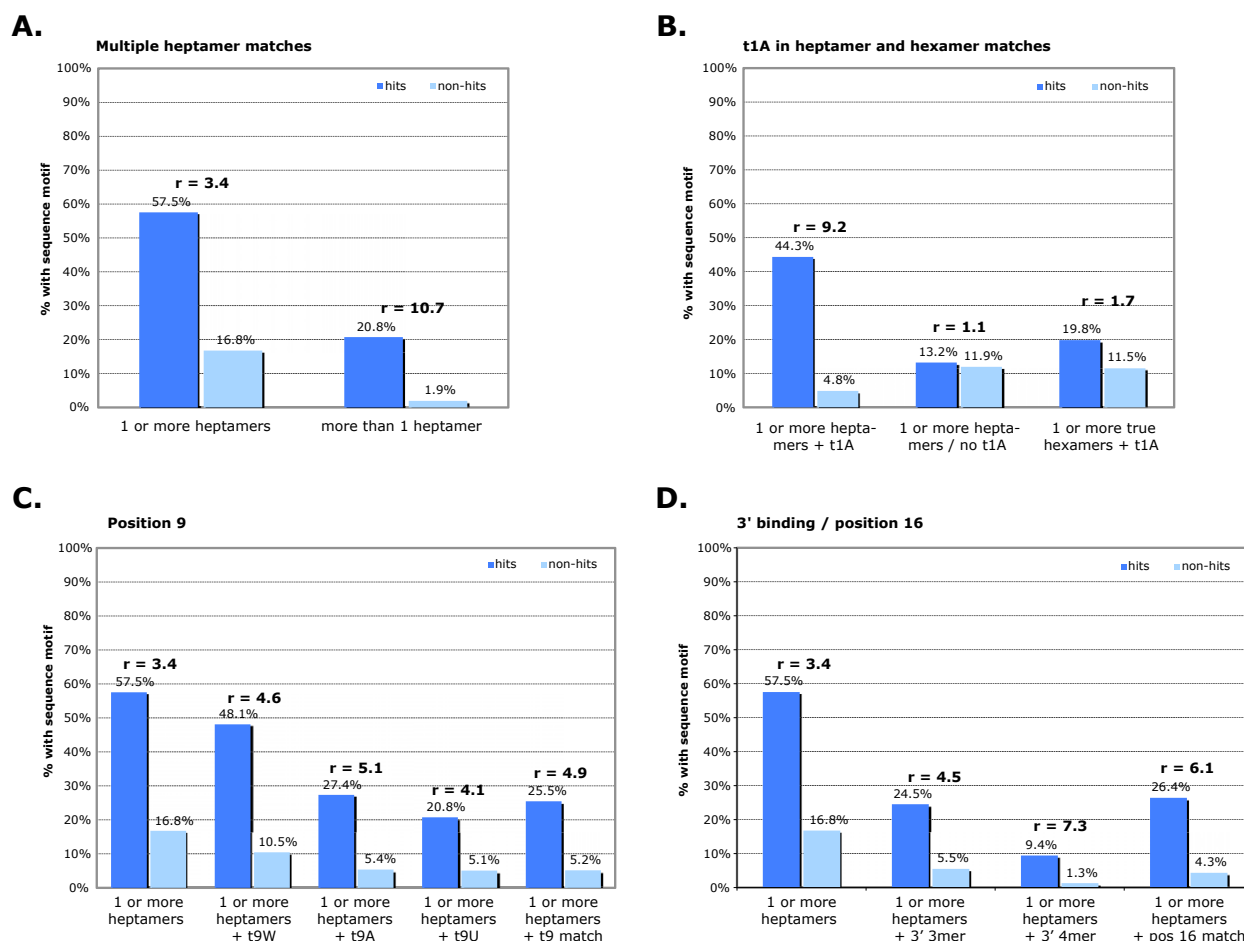 A.
Multiple heptamer matches
100%
90%
80%
70%
60%
50%
40%
30%
20%
10%
0%
% with sequence motif
hits non-hits
r = 3.4
57.5%
16.8%
r = 10.7
20.8%
1.9%
1 or more heptamers
more than 1 heptamer
B.
t1A in heptamer and hexamer matches
100%
90%
80%
70%
60%
50%
40%
30%
20%
10%
0%
% with sequence motif
hits non-hits
r = 9.2
44.3%
4.8%
r = 1.1
13.2% 11.9%
r = 1.7
19.8%
11.5%
1 or more hepta-
mers + t1A
1 or more hepta-
mers / no t1A
1 or more true
hexamers + t1A
C.
Position 9
100%
90%
80%
70%
60%
50%
40%
30%
20%
10%
0%
% with sequence motif
hits non-hits
r = 3.4
57.5%
16.8%
r = 4.6
48.1%
10.5%
r = 5.1
27.4%
5.4%
r = 4.1
20.8%
5.1%
r = 4.9
25.5%
5.2%
1 or more
heptamers
1 or more
heptamers
+ t9W
1 or more
heptamers
+ t9A
1 or more
heptamers
+ t9U
1 or more
heptamers
+ t9 match
D.
3' binding / position 16
100%
90%
80%
70%
60%
50%
40%
30%
20%
10%
0%
% with sequence motif
hits non-hits
r = 3.4
57.5%
16.8%
r = 4.5
24.5%
5.5%
r = 7.3
9.4%
1.3%
r = 6.1
26.4%
4.3%
1 or more
heptamers
1 or more
heptamers
+ 3′ 3mer
1 or more
heptamers
+ 3′ 4mer
1 or more
heptamers
+ pos 16 match